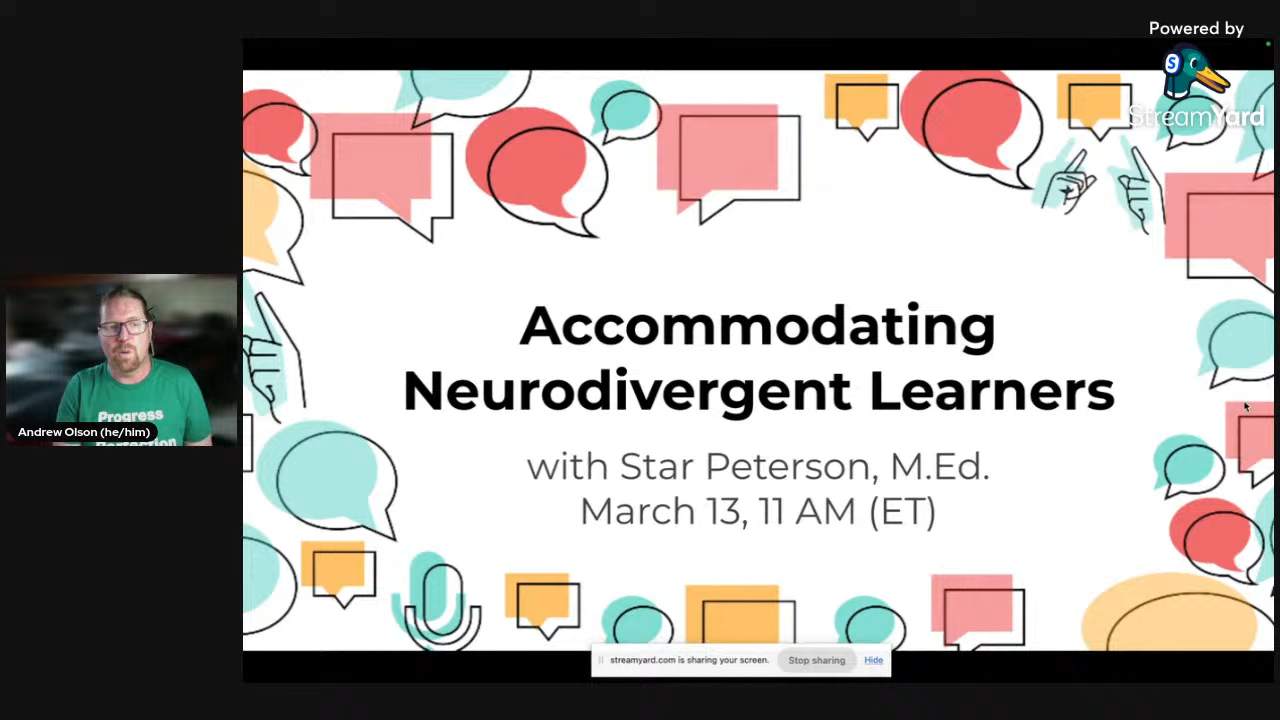 Powered by
StreamYard
Accommodating
Neurodivergent Learners
with Star Peterson, M.Ed.
March 13, 11 AM (ET)
Progress
Andrew Olson (he/him)
streamyard.com is sharing your screen.
Stop sharing
Hide